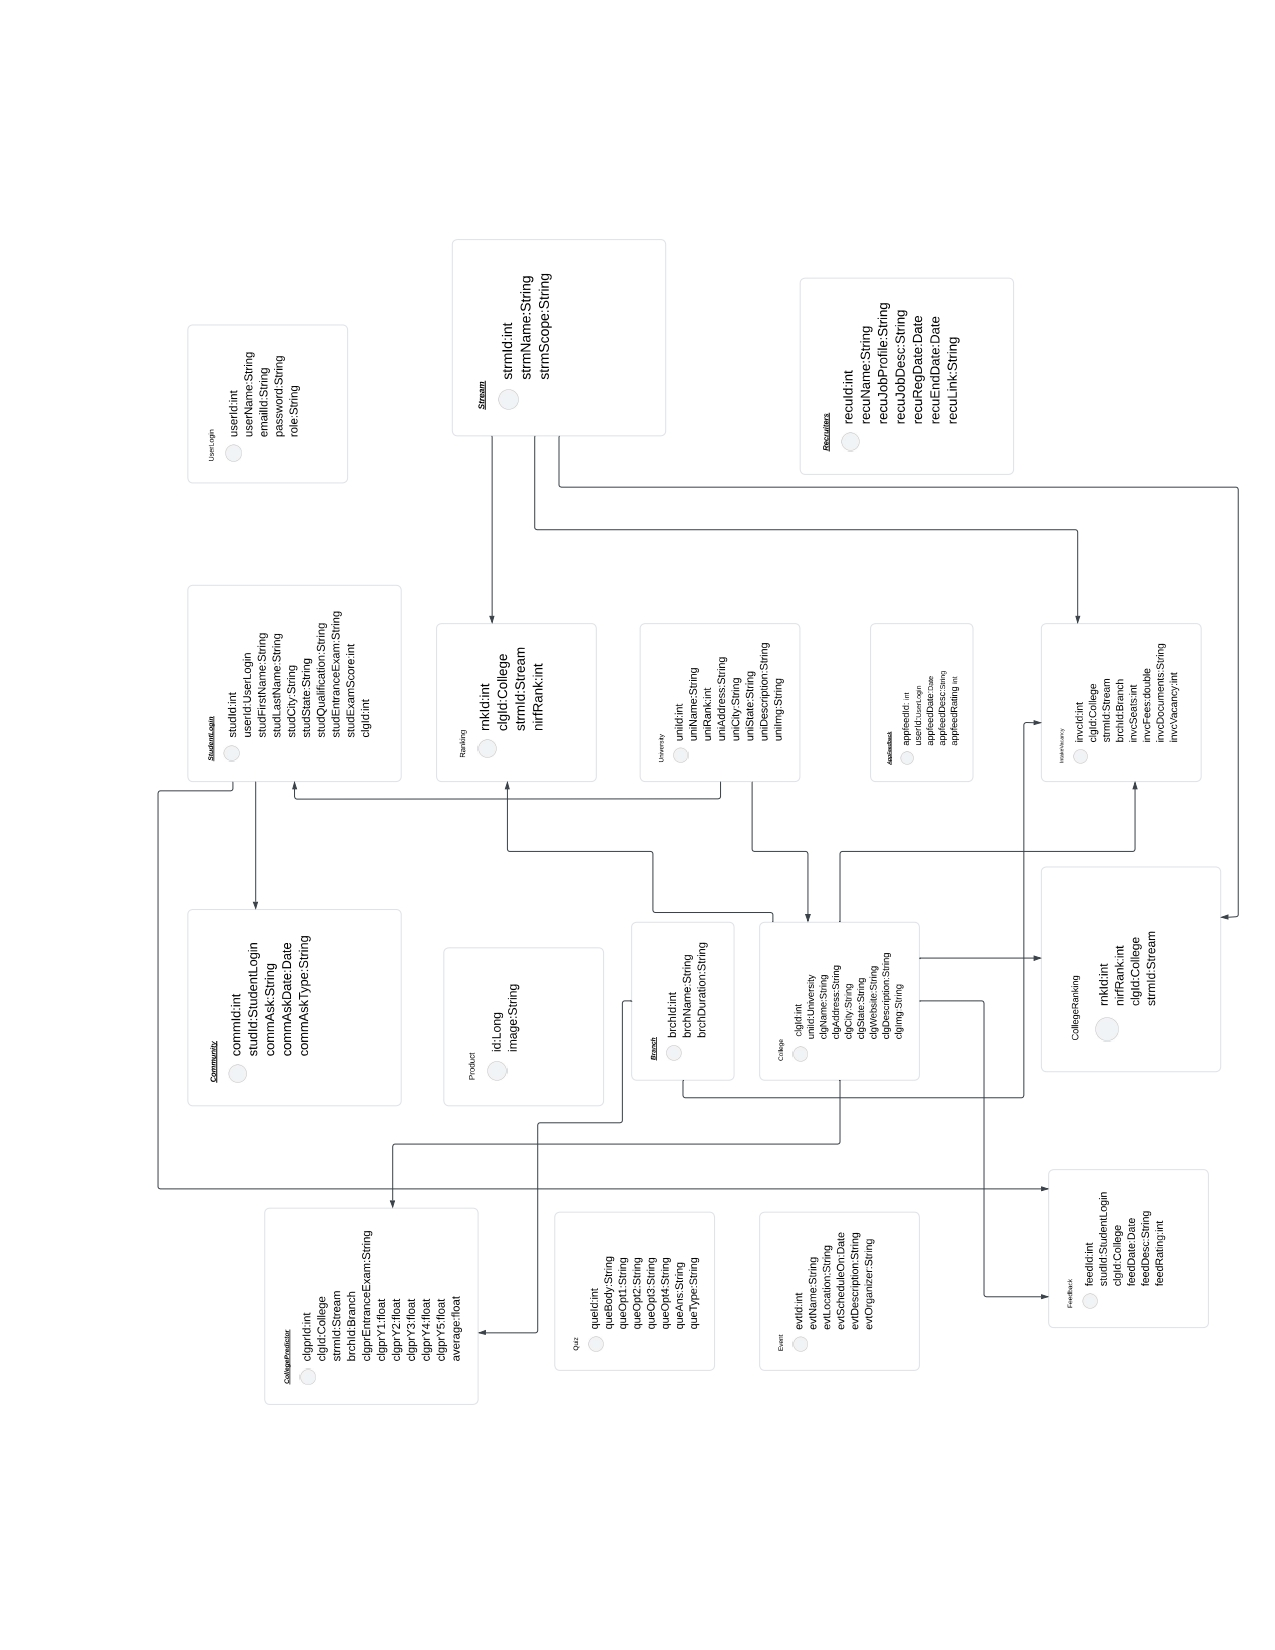 UserLogin
userId:int
userName:String
emailId:String
password:String
role:String
Stream
strmId:int
strmName:String
strmScope:String
Recruiters
recuId:int
recuName:String
recuJobProfile:String
recuJobDesc:String
recuRegDate:Date
recuEndDate:Date
recuLink:String
StudentLogin
studId:int
userId:UserLogin
studFirstName:String
studLastName:String
studCity:String
studState:String
studQualification:String
studEntranceExam:String
studExamScore:int
clgId:int
Ranking
rnkId:int
clgId:College
strmId:Stream
nirfRank:int
University
uniId:int
uniName:String
uniRank:int
uniAddress:String
uniCity:String
uniState:String
uniDescription:String
uniImg:String
AppFeedback
appfeedId: int
userId:UserLogin
appfeedDate:Date
appfeedDesc:String
appfeedRating int
IntakeVacancy
invcId:int
clgId:College
strmId:Stream
brchId:Branch
invcSeats:int
invcFees:double
invcDocuments:String
invcVacancy:int
Community
commId:int
studId:StudentLogin
commAsk:String
commAskDate:Date
commAskType:String
Product
id:Long
image:String
Branch
brchId:int
brchName:String
brchDuration:String
College
clgId:int
uniId:University
clgName:String
clgAddress:String
clgCity:String
clgState:String
clgWebsite:String
clgDescription:String
clgImg:String
CollegeRanking
rnkId:int
nirfRank:int
clgId:College
strmId:Stream
CollegePredictor
clgprId:int
clgId:College
strmId:Stream
brchId:Branch
clgprEntranceExam:String
clgprY1:float
clgprY2:float
clgprY3:float
clgprY4:float
clgprY5:float
average:float
Quiz
queId:int
queBody:String
queOpt1:String
queOpt2:String
queOpt3:String
queOpt4:String
queAns:String
queType:String
Event
evtId:int
evtName:String
evtLocation:String
evtScheduleOn:Date
evtDescription:String
evtOrganizer:String
Feedback
feedId:int
studId:StudentLogin
clgId:College
feedDate:Date
feedDesc:String
feedRating:int